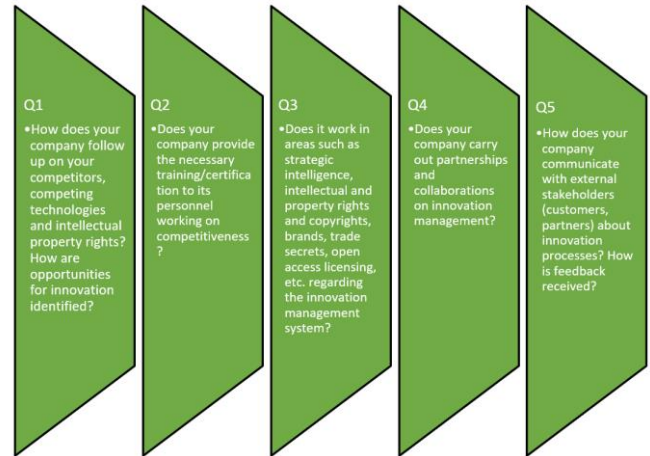 Q1
•How does your
company follow
up on your
competitors,
competing
technologies
and intellectual
property rights?
How are
opportunities
for innovation
identified?
Q2
•Does your
company provide
the necessary
training/certifica
tion to its
personnel
working on
competitiveness
?
Q3
•Does it work in
areas such as
strategic
intelligence,
intellectual and
property rights
and copyrights,
brands, trade
secrets, open
access licensing,
etc. regarding
the innovation
management
system?
Q4
•Does your
company carry
out partnerships
and
collaborations
on innovation
management?
Q5
•How does your
company
communicate
with external
stakeholders
(customers,
partners) about
innovation
processes? How
is feedback
received?